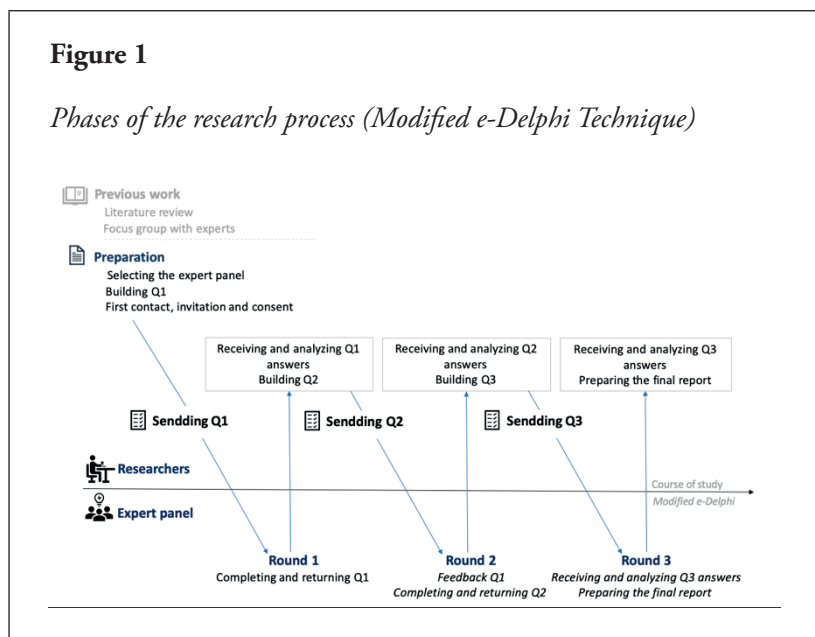 Figure 1
Phases of the research process (Modified e-Delphi Technique)
Previous work
Literature review
Focus group with experts
Preparation
Selecting the expert panel
Building Q1
First contact, invitation and consent
Receiving and analyzing Q1
answers
Building Q2
Receiving and analyzing Q2
answers
Building Q3
Receiving and analyzing Q3
answers
Preparing the final report
Sendding Q1
Sendding Q2
Sendding Q3
Researchers
Course of study
Modified e-Delphi
Expert panel
Round 1
Completing and returning Q1
Round 2
Feedback Q1
Completing and returning Q2
Round 3
Receiving and analyzing Q3 answers
Preparing the final report